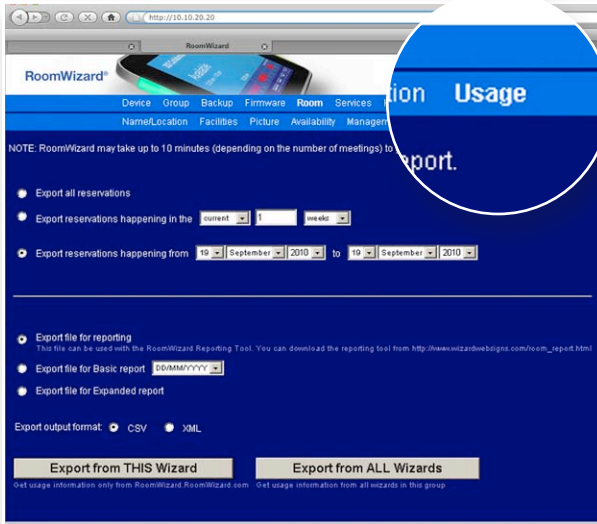 http://10.10.20.20
RoomWizard
RoomWizard®
Device Group Backup Firmware Room Services
Name/Location Facilities Picture Availability
tion Usage
NOTE: RoomWizard may take up to 10 minutes (depending on the number of meetings) to
port.
Export all reservations
Export reservations happening in the current 1 weeks
Export reservations happening from 19 September 2010 to 19 September 2010
Export file for reporting
This file can be used with the RoomWizard Reporting Tool. You can download the reporting tool from http://www.wizardwebsigns.com/room_report.html
Export file for Basic report DD/MM/YYYY
Export file for Expanded report
Export output format: CSV XML
Export from THIS Wizard Export from ALL Wizards
Get usage information only from RoomWizard.RoomWizard.com Get usage information from all wizards in this group